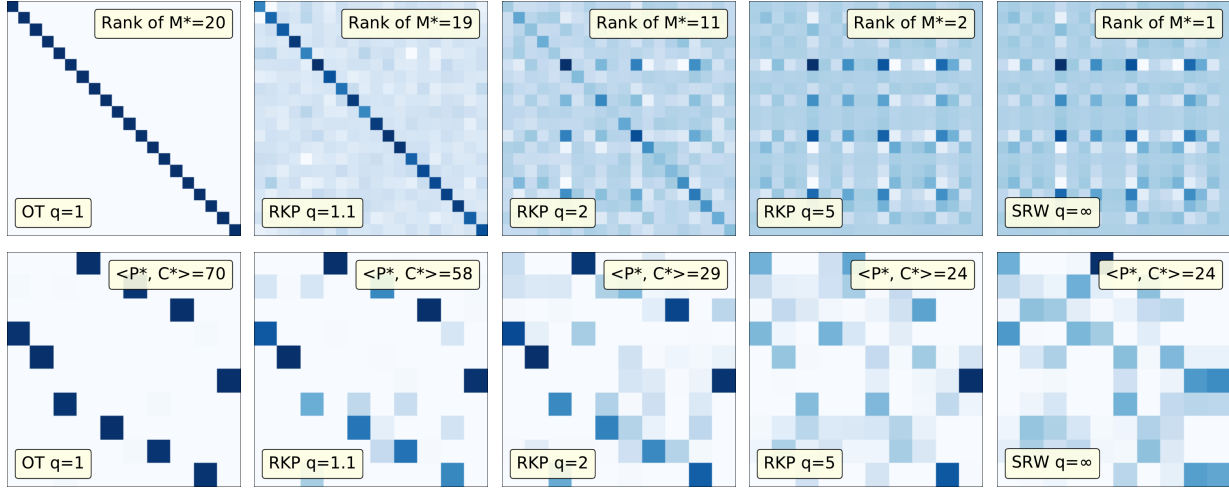 Rank of M*=20
Rank of M*=19
Rank of M*=11
Rank of M*=2
Rank of M*=1
OT q=1
RKP q=1.1
RKP q=2
RKP q=5
SRW q=∞
<P*, C*>=70
<P*, C*>=58
<P*, C*>=29
<P*, C*>=24
<P*, C*>=24
OT q=1
RKP q=1.1
RKP q=2
RKP q=5
SRW q=∞